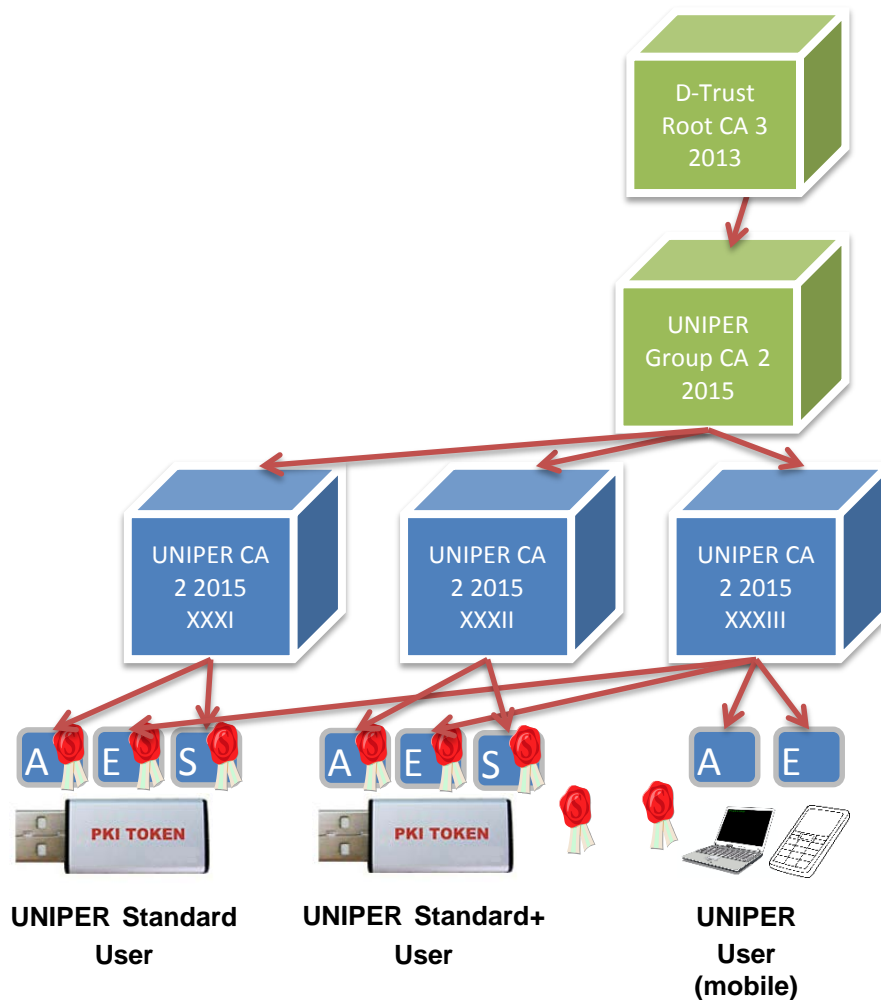 D-Trust
Root CA 3
2013
UNIPER
Group CA 2
2015
UNIPER CA
2 2015
XXXI
UNIPER CA
2 2015
XXXII
UNIPER CA
2 2015
XXXIII
A E S
A E S
A E
PKI TOKEN
PKI TOKEN
UNIPER Standard
User
UNIPER Standard+
User
UNIPER
User
(mobile)